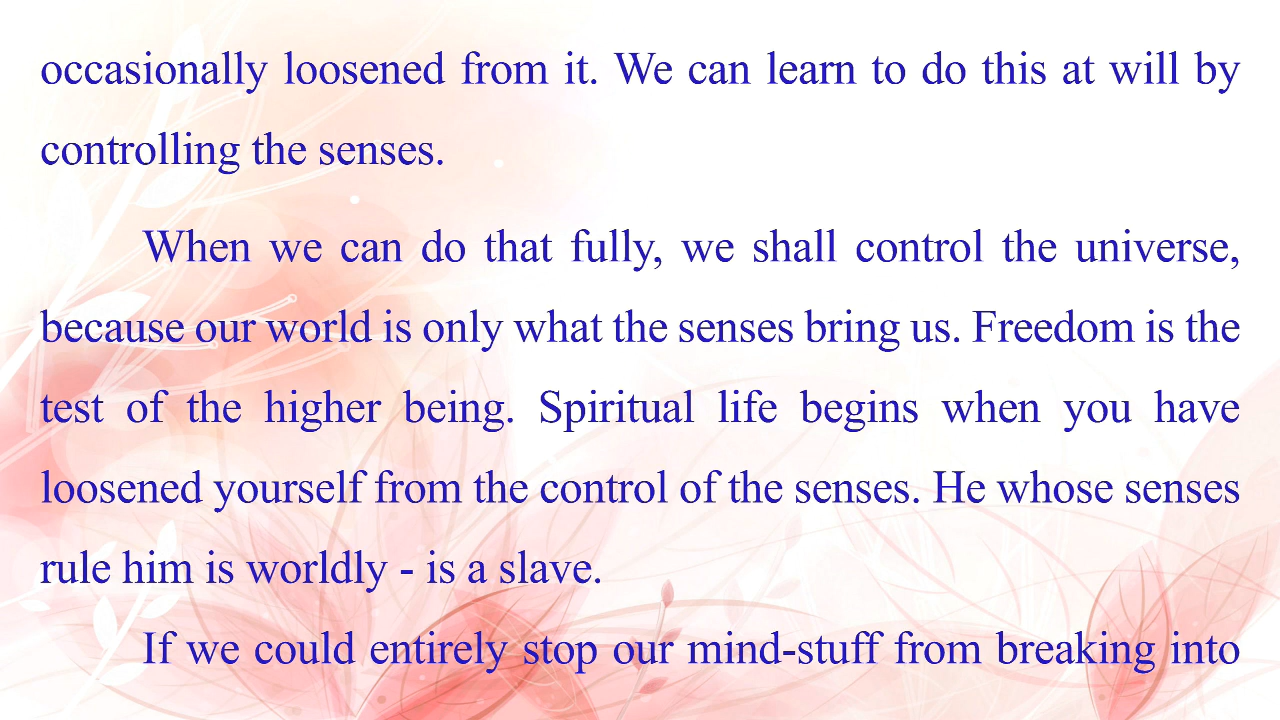 occasionally loosened from it. We can learn to do this at will by
controlling the senses.
When we can do that fully, we shall control the universe,
because our world is only what the senses bring us. Freedom is the
test of the higher being. Spiritual life begins when you have
loosened yourself from the control of the senses. He whose senses
rule him is worldly - is a slave.
If we could entirely stop our mind-stuff from breaking into